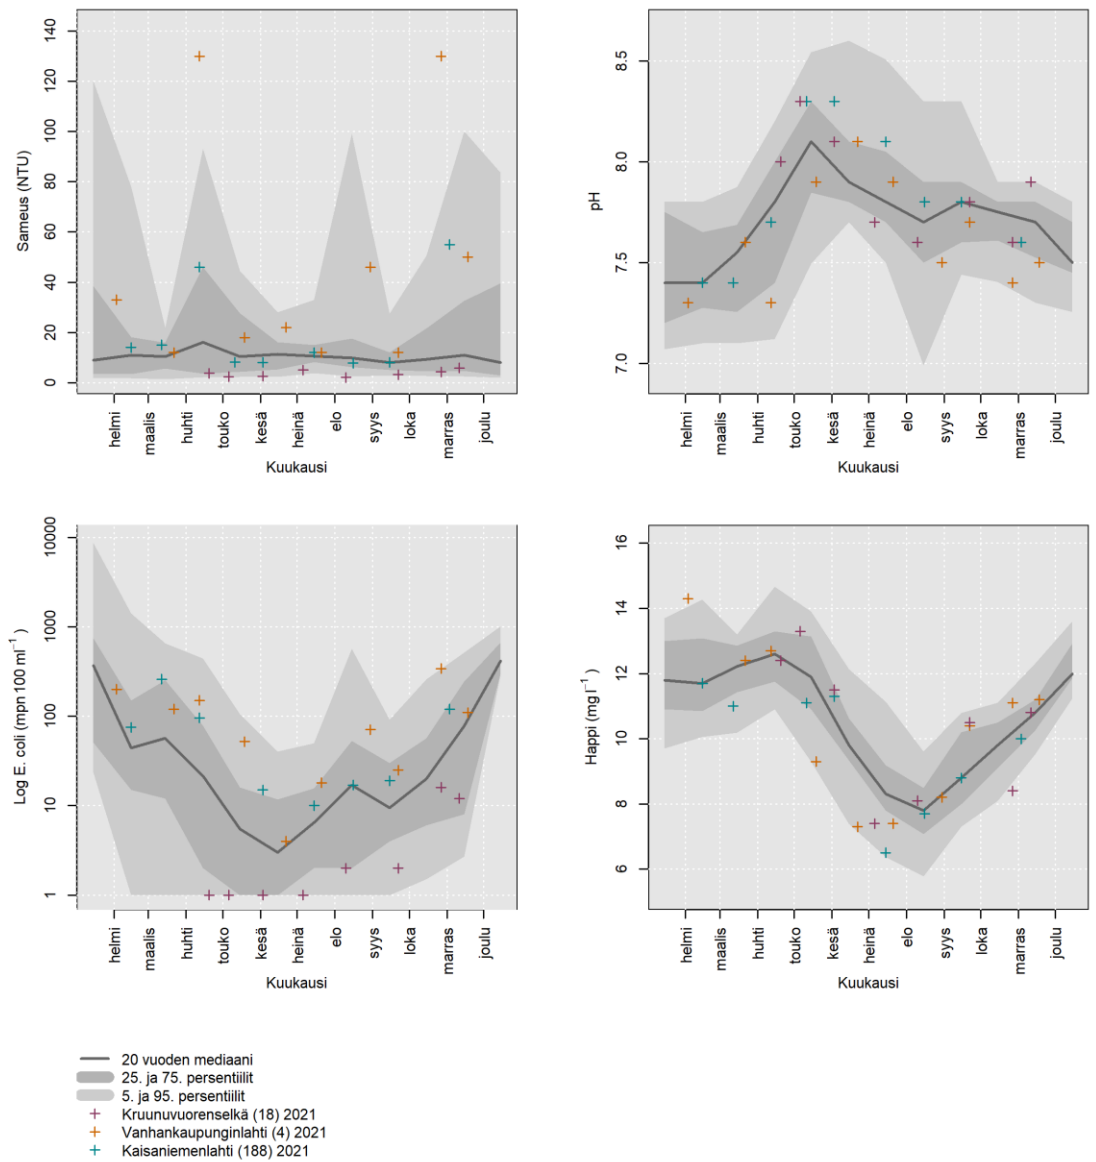 Sameus (NTU)
140
120
100
80
60
40
20
0
helmi
maalis
huhti
touko
kesä
heinä
elo
syys
loka
marras
joulu
Kuukausi
pH
8.5
8.0
7.5
7.0
helmi
maalis
huhti
touko
kesä
heinä
elo
syys
loka
marras
joulu
Kuukausi
Log E. coli (mpn 100 ml⁻¹ )
10000
1000
100
10
1
helmi
maalis
huhti
touko
kesä
heinä
elo
syys
loka
marras
joulu
Kuukausi
Happi (mg l⁻¹ )
16
14
12
10
8
6
helmi
maalis
huhti
touko
kesä
heinä
elo
syys
loka
marras
joulu
Kuukausi
20 vuoden mediaani
25. ja 75. persentiilit
5. ja 95. persentiilit
Kruunuvuorenselkä (18) 2021
Vanhankaupunginlahti (4) 2021
Kaisaniemenlahti (188) 2021